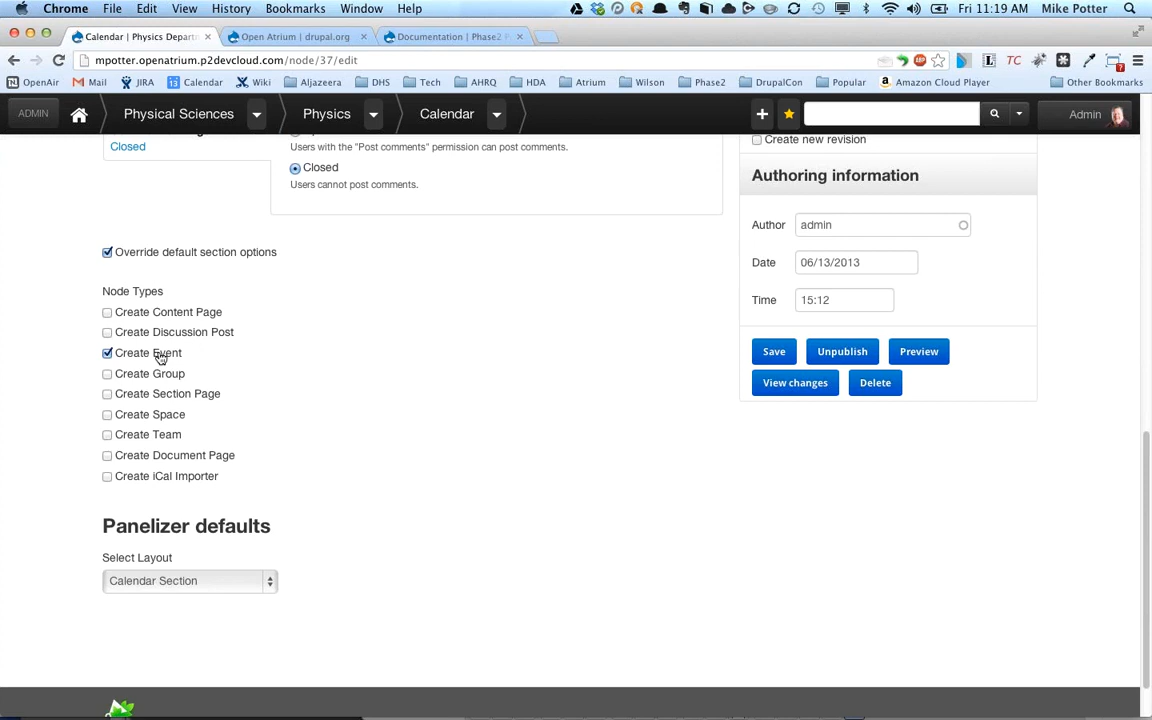 Chrome File Edit View History Bookmarks Window Help Fri 11:19 AM Mike Potter
Calendar | Physics Depart Open Atrium | drupal.org Documentation | Phase2
mpotter.openatrium.p2devcloud.com/node/37/edit
OpenAir Mail JIRA Calendar Wiki Aljazeera DHS Tech AHRQ HDA Atrium Wilson Phase2 DrupalCon Popular Amazon Cloud Player Other Bookmarks
ADMIN Physical Sciences Physics Calendar Admin
Closed
Users with the "Post comments" permission can post comments.
Closed
Users cannot post comments.
Create new revision
Authoring information
Author admin
Date 06/13/2013
Time 15:12
Save Unpublish Preview
View changes Delete
Override default section options
Node Types
Create Content Page
Create Discussion Post
Create Event
Create Group
Create Section Page
Create Space
Create Team
Create Document Page
Create iCal Importer
Panelizer defaults
Select Layout
Calendar Section